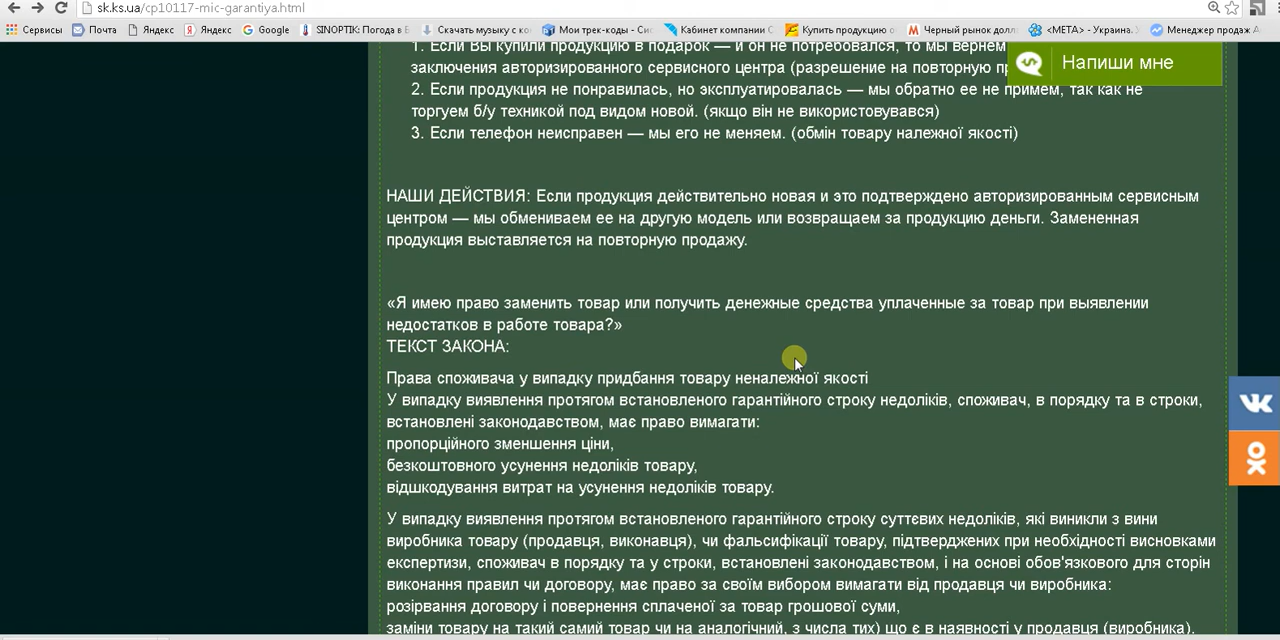 sk.ks.ua/cp10117-mic-garantiya.html
Сервисы
Почта
Яндекс
Яндекс
Google
SINOPTIK: Погода в Б
Скачать музыку с ко
Мои трек-коды - Сис
Кабинет компании С
Купить продукцию о
Черный рынок долл
<META> - Украина. У
Менеджер продаж Д
1. Если Вы купили продукцию в подарок — и он не потребовался, то мы вернем
заключения авторизированного сервисного центра (разрешение на повторную пр
2. Если продукция не понравилась, но эксплуатировалась — мы обратно ее не примем, так как не
торгуем б/у техникой под видом новой. (якщо він не використовувався)
3. Если телефон неисправен — мы его не меняем. (обмін товару належної якості)
Напиши мне
НАШИ ДЕЙСТВИЯ: Если продукция действительно новая и это подтверждено авторизированным сервисным
центром — мы обмениваем ее на другую модель или возвращаем за продукцию деньги. Замененная
продукция выставляется на повторную продажу.
«Я имею право заменить товар или получить денежные средства уплаченные за товар при выявлении
недостатков в работе товара?»
ТЕКСТ ЗАКОНА:
Права споживача у випадку придбання товару неналежної якості
У випадку виявлення протягом встановленого гарантійного строку недоліків, споживач, в порядку та в строки,
встановлені законодавством, має право вимагати:
пропорційного зменшення ціни,
безкоштовного усунення недоліків товару,
відшкодування витрат на усунення недоліків товару.
У випадку виявлення протягом встановленого гарантійного строку суттєвих недоліків, які виникли з вини
виробника товару (продавця, виконавця), чи фальсифікації товару, підтверджених при необхідності висновками
експертизи, споживач в порядку та у строки, встановлені законодавством, і на основі обов'язкового для сторін
виконання правил чи договору, має право за своїм вибором вимагати від продавця чи виробника:
розірвання договору і повернення сплаченої за товар грошової суми,
заміни товару на такий самий товар чи на аналогічний, з числа тих) що є в наявності у продавця (виробника).